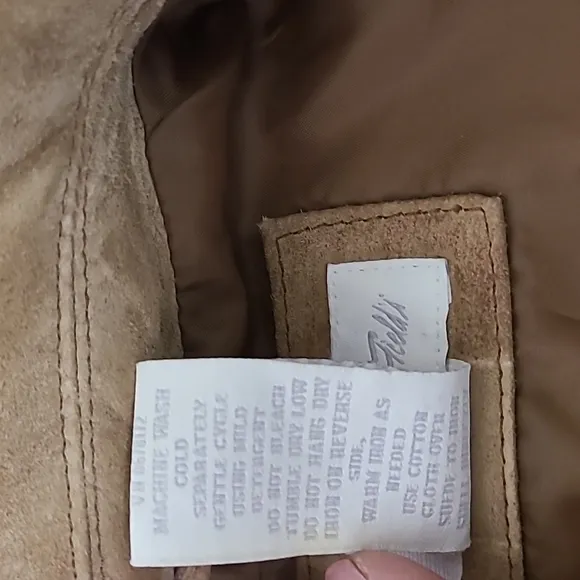 Field's
MACHINE WASH
COLD
SEPARATELY
GENTLE CYCLE
USING MILD
DETERGENT
DO NOT BLEACH
TUMBLE DRY LOW
DO NOT HANG DRY
IRON ON REVERSE
SIDE,
WARM IRON AS
NEEDED
USE COTTON
CLOTH OVER
SUEDE TO IRON